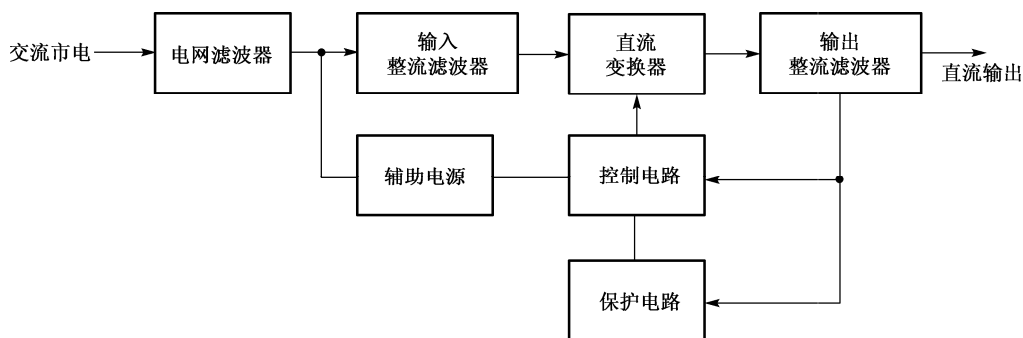 交流市电
电网滤波器
输入
整流滤波器
直流
变换器
输出
整流滤波器
直流输出
辅助电源
控制电路
保护电路